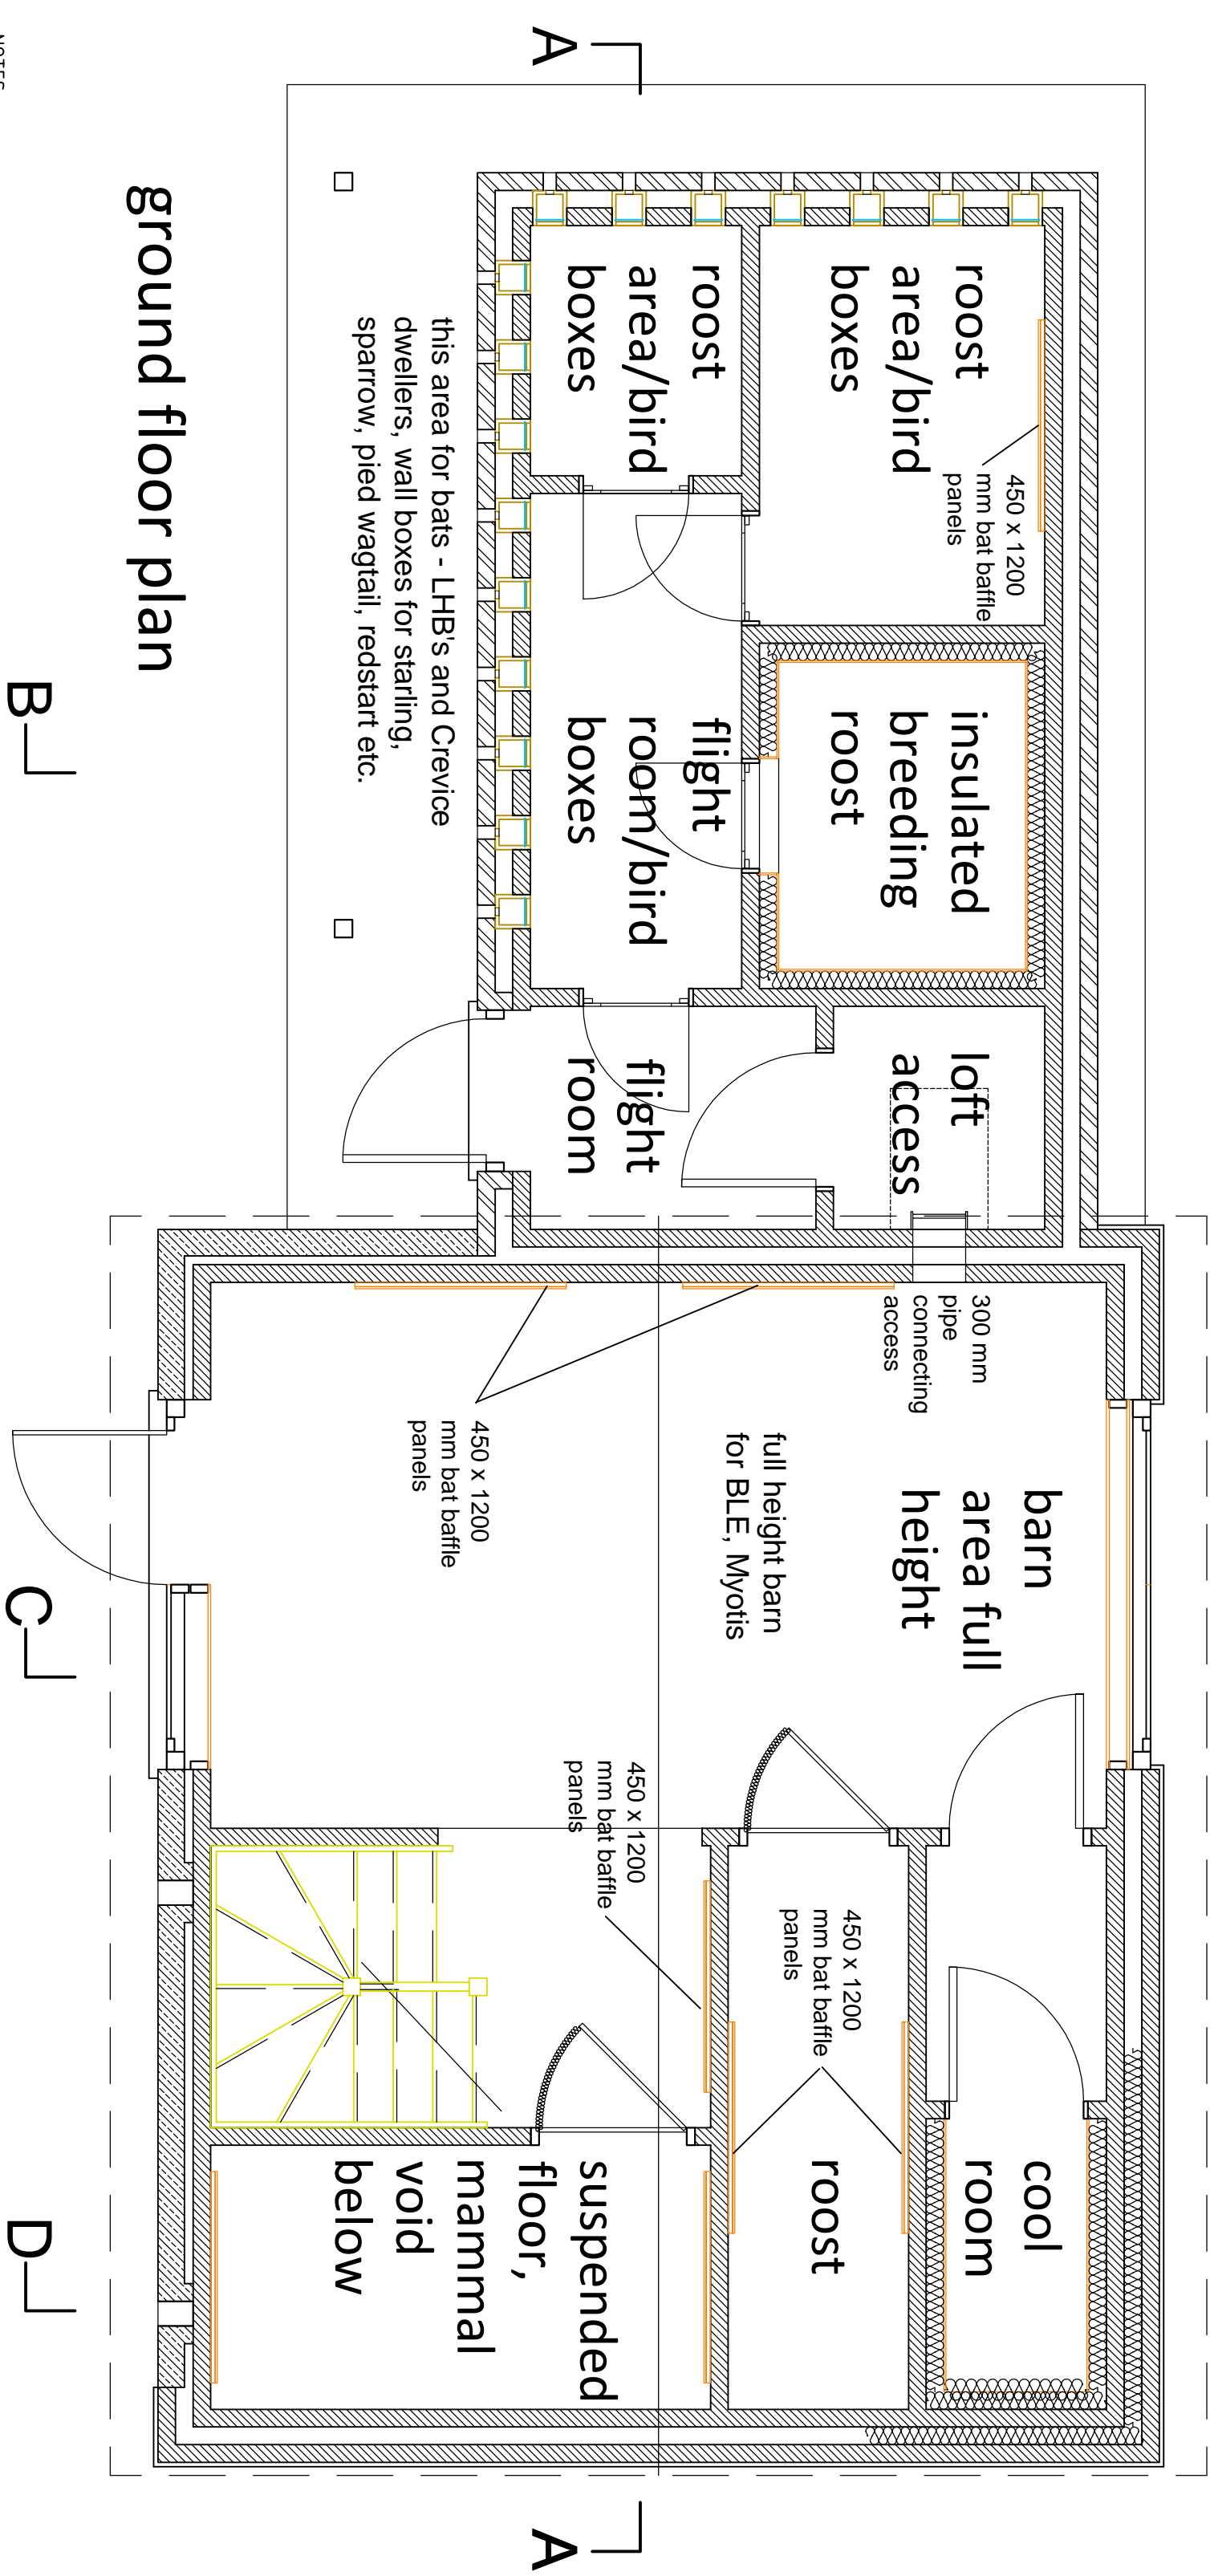 A
roost
area/bird
boxes
450 x 1200
mm bat baffle
panels
insulated
breeding
roost
loft
access
300 mm
pipe
connecting
access
barn
area full
height
full height barn
for BLE, Myotis
cool
room
roost
450 x 1200
mm bat baffle
panels
roost
area/bird
boxes
flight
room/bird
boxes
flight
room
450 x 1200
mm bat baffle
panels
450 x 1200
mm bat baffle
panels
suspended
floor,
mammal
void
below
A
this area for bats - LHB's and Crevice
dwellers, wall boxes for starling,
sparrow, pied wagtail, redstart etc.
ground floor plan
B
C
D
NOTES